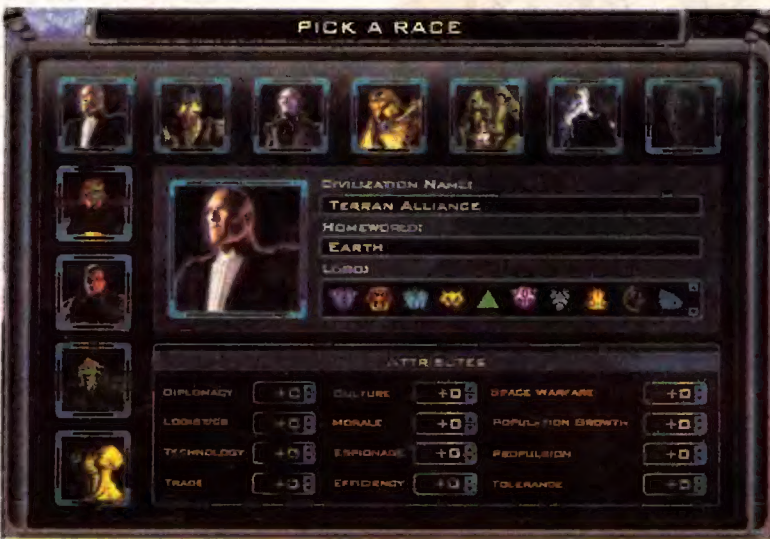 PICK A RACE
CIVILIZATION NAME:
TERRAN ALLIANCE
HOMEWORLD:
EARTH
LOGO:
ATTRIBUTES
DIPLOMACY +0 CULTURE +0 SPACE WARFARE +0
LOGISTICS +0 MORALE +0 POPULATION GROWTH +0
TECHNOLOGY +0 ESPIONAGE +0 PROPULSION +0
TRADE +0 EFFICIENCY +0 TOLERANCE +0